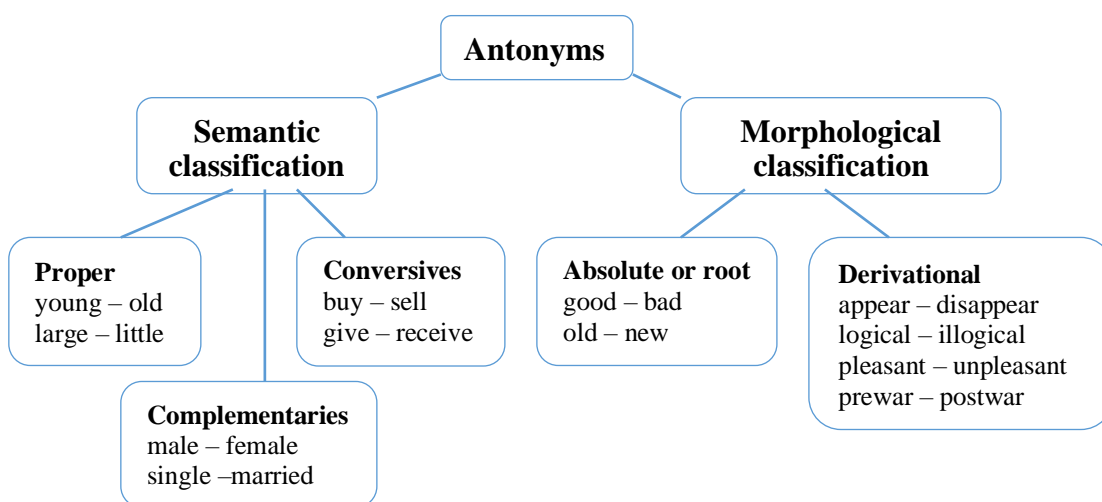 Antonyms
Semantic
classification
Morphological
classification
Proper
young – old
large – little
Conversives
buy – sell
give – receive
Absolute or root
good – bad
old – new
Derivational
appear – disappear
logical – illogical
pleasant – unpleasant
prewar – postwar
Complementaries
male – female
single –married